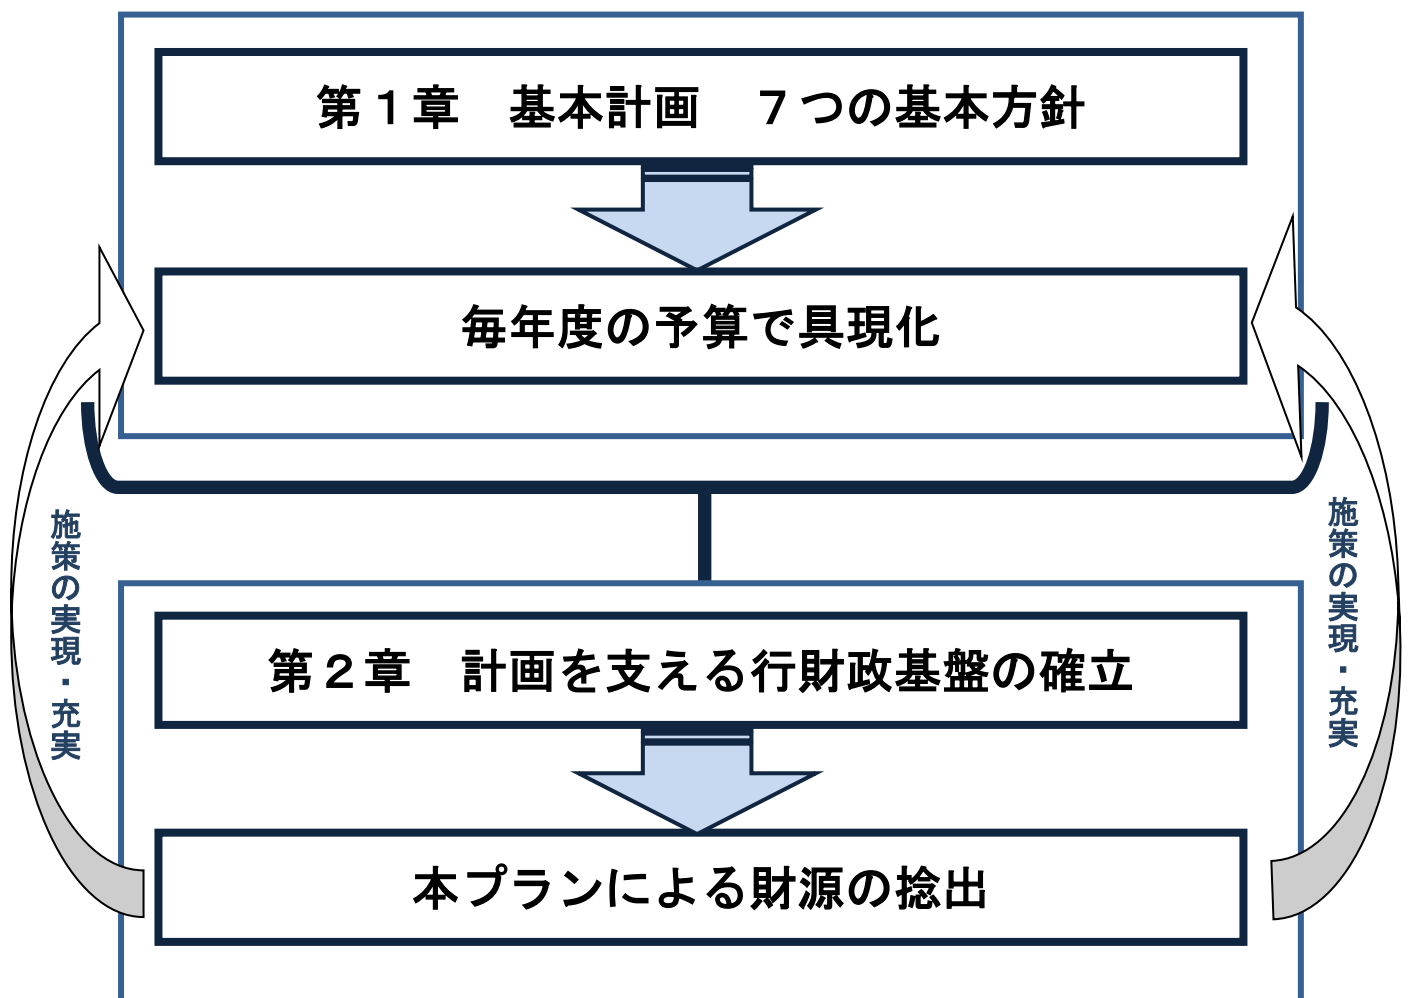 第１章　基本計画　７つの基本方針
毎年度の予算で具現化
施策の実現・充実
施策の実現・充実
第２章　計画を支える行財政基盤の確立
本プランによる財源の捻出